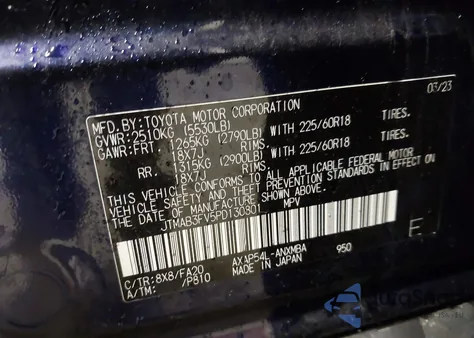 03/23
MFD.BY:TOYOTA MOTOR CORPORATION
GVWR:2510KG (5530LB)
GAWR:FRT 1265KG (2790LB) WITH 225/60R18 TIRES.
18X7J RIMS.
RR. 1315KG (2900LB) WITH 225/60R18 TIRES.
18X7J RIMS.
THIS VEHICLE CONFORMS TO ALL APPLICABLE FEDERAL MOTOR
VEHICLE SAFETY AND THEFT PREVENTION STANDARDS IN EFFECT ON
THE DATE OF MANUFACTURE SHOWN ABOVE.
JTMAB3FV5PD130801 MPV
C/TR:8X8/FA20 AXAP54L-ANXMBA 950 E
A/TM: /P810 MADE IN JAPAN